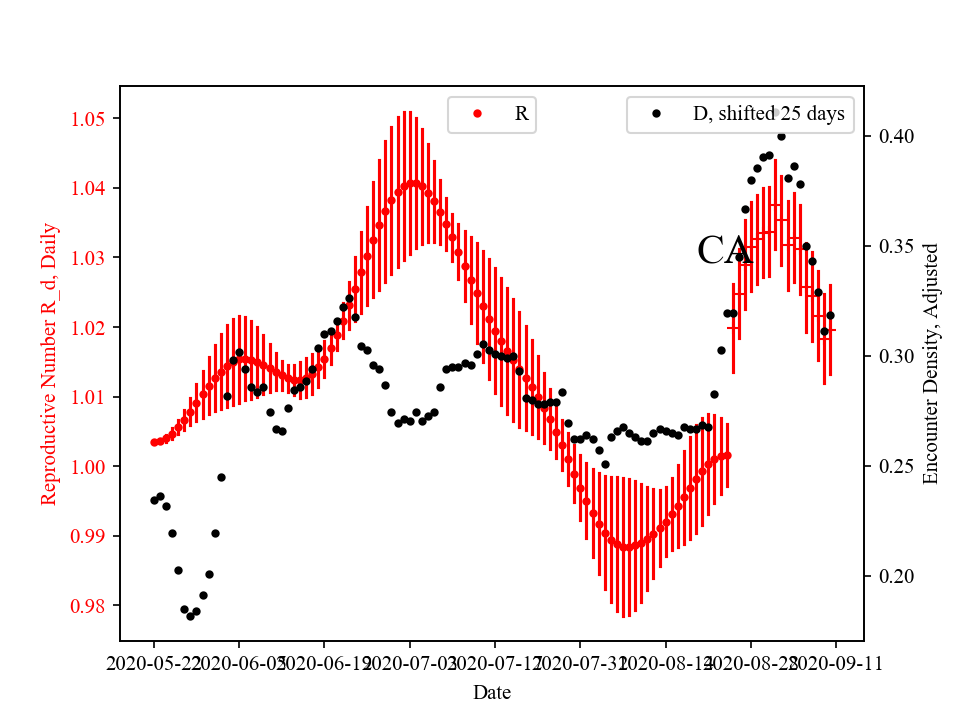 R
D, shifted 25 days
CA
Reproductive Number R_d, Daily
1.05
1.04
1.03
1.02
1.01
1.00
0.99
0.98
Encounter Density, Adjusted
0.40
0.35
0.30
0.25
0.20
2020-05-22 2020-06-05 2020-06-19 2020-07-03 2020-07-17 2020-07-31 2020-08-14 2020-08-28 2020-09-11
Date